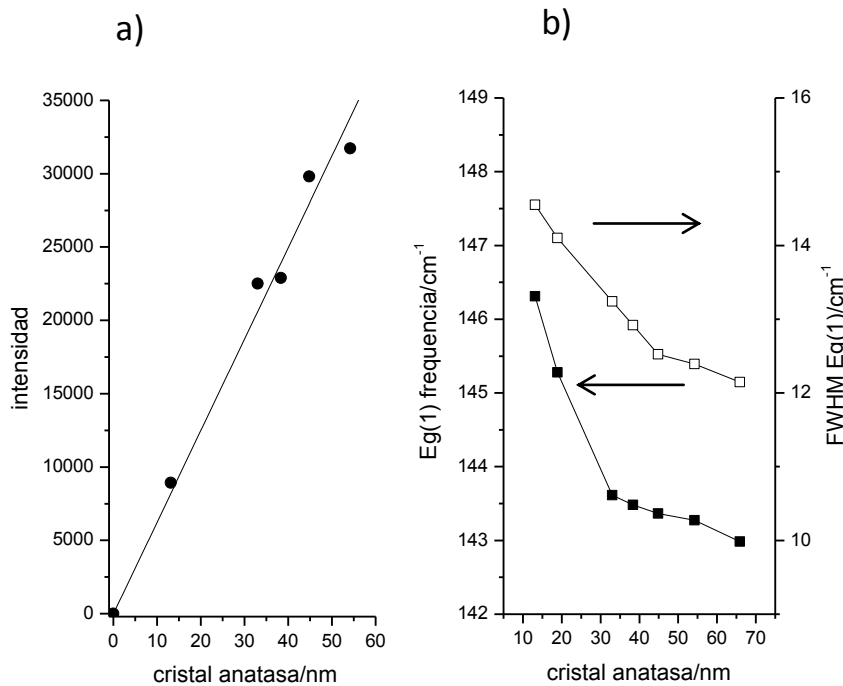 a)
35000
30000
25000
20000
15000
10000
5000
0
intensidad
0 10 20 30 40 50 60
cristal anatasa/nm
b)
149
148
147
146
145
144
143
142
Eg(1) frequencia/cm-1
16
14
12
10
FWHM Eg(1)/cm-1
10 20 30 40 50 60 70
cristal anatasa/nm